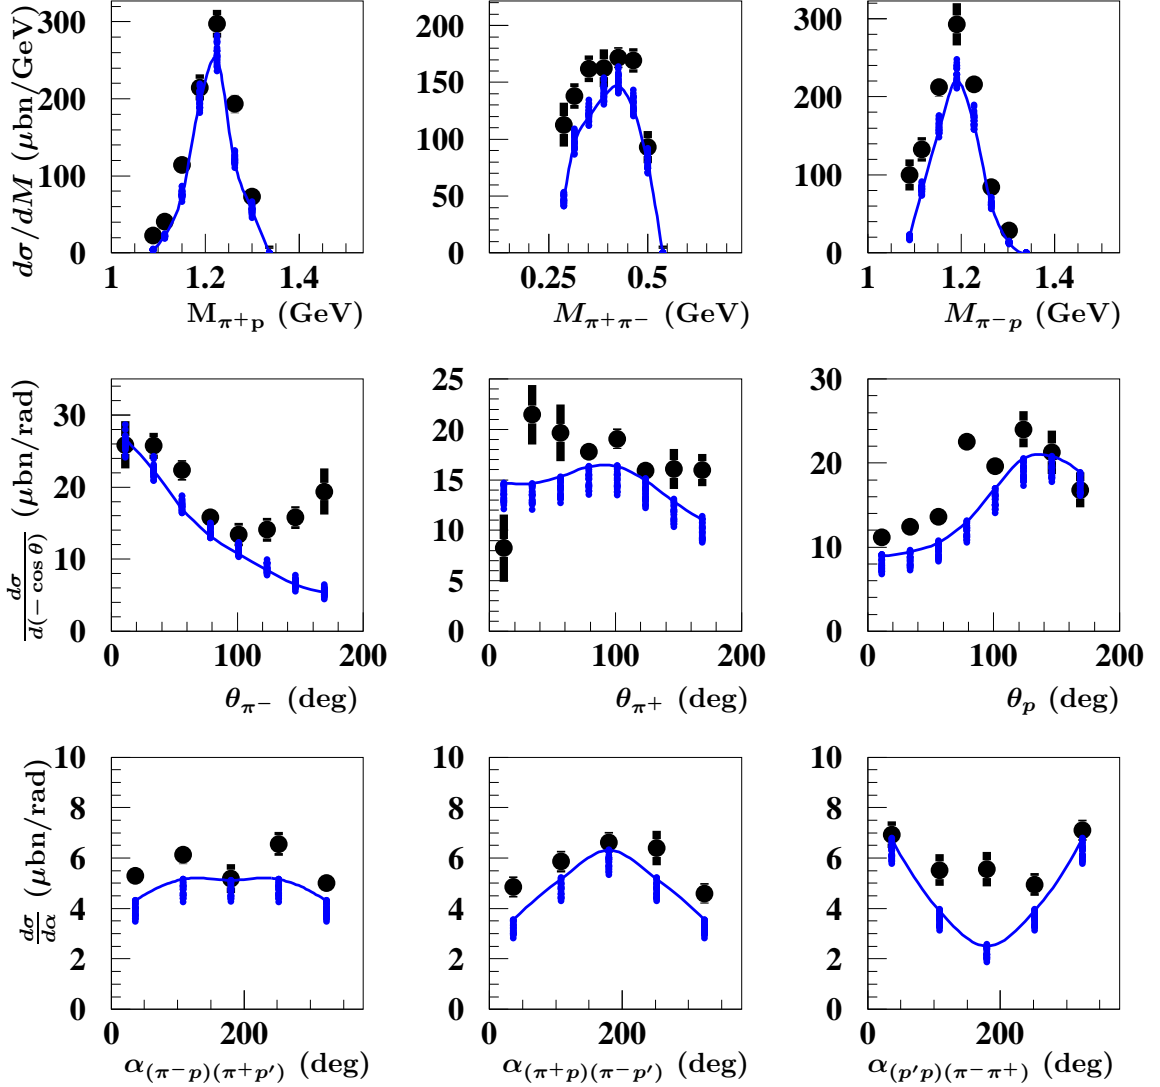 dσ/dM (μbn/GeV)
300
200
100
0
1 1.2 1.4
M_{π+p} (GeV)
200
150
100
50
0
0.25 0.5
M_{π+π−} (GeV)
300
200
100
0
1 1.2 1.4
M_{π−p} (GeV)
dσ/d(− cos θ) (μbn/rad)
30
20
10
0
0 100 200
θ_{π−} (deg)
25
20
15
10
5
0
0 100 200
θ_{π+} (deg)
30
20
10
0
0 100 200
θ_p (deg)
dσ/dα (μbn/rad)
10
8
6
4
2
0
0 200
α_{(π−p)(π+p′)} (deg)
10
8
6
4
2
0
0 200
α_{(π+p)(π−p′)} (deg)
10
8
6
4
2
0
0 200
α_{(p′p)(π−π+)} (deg)